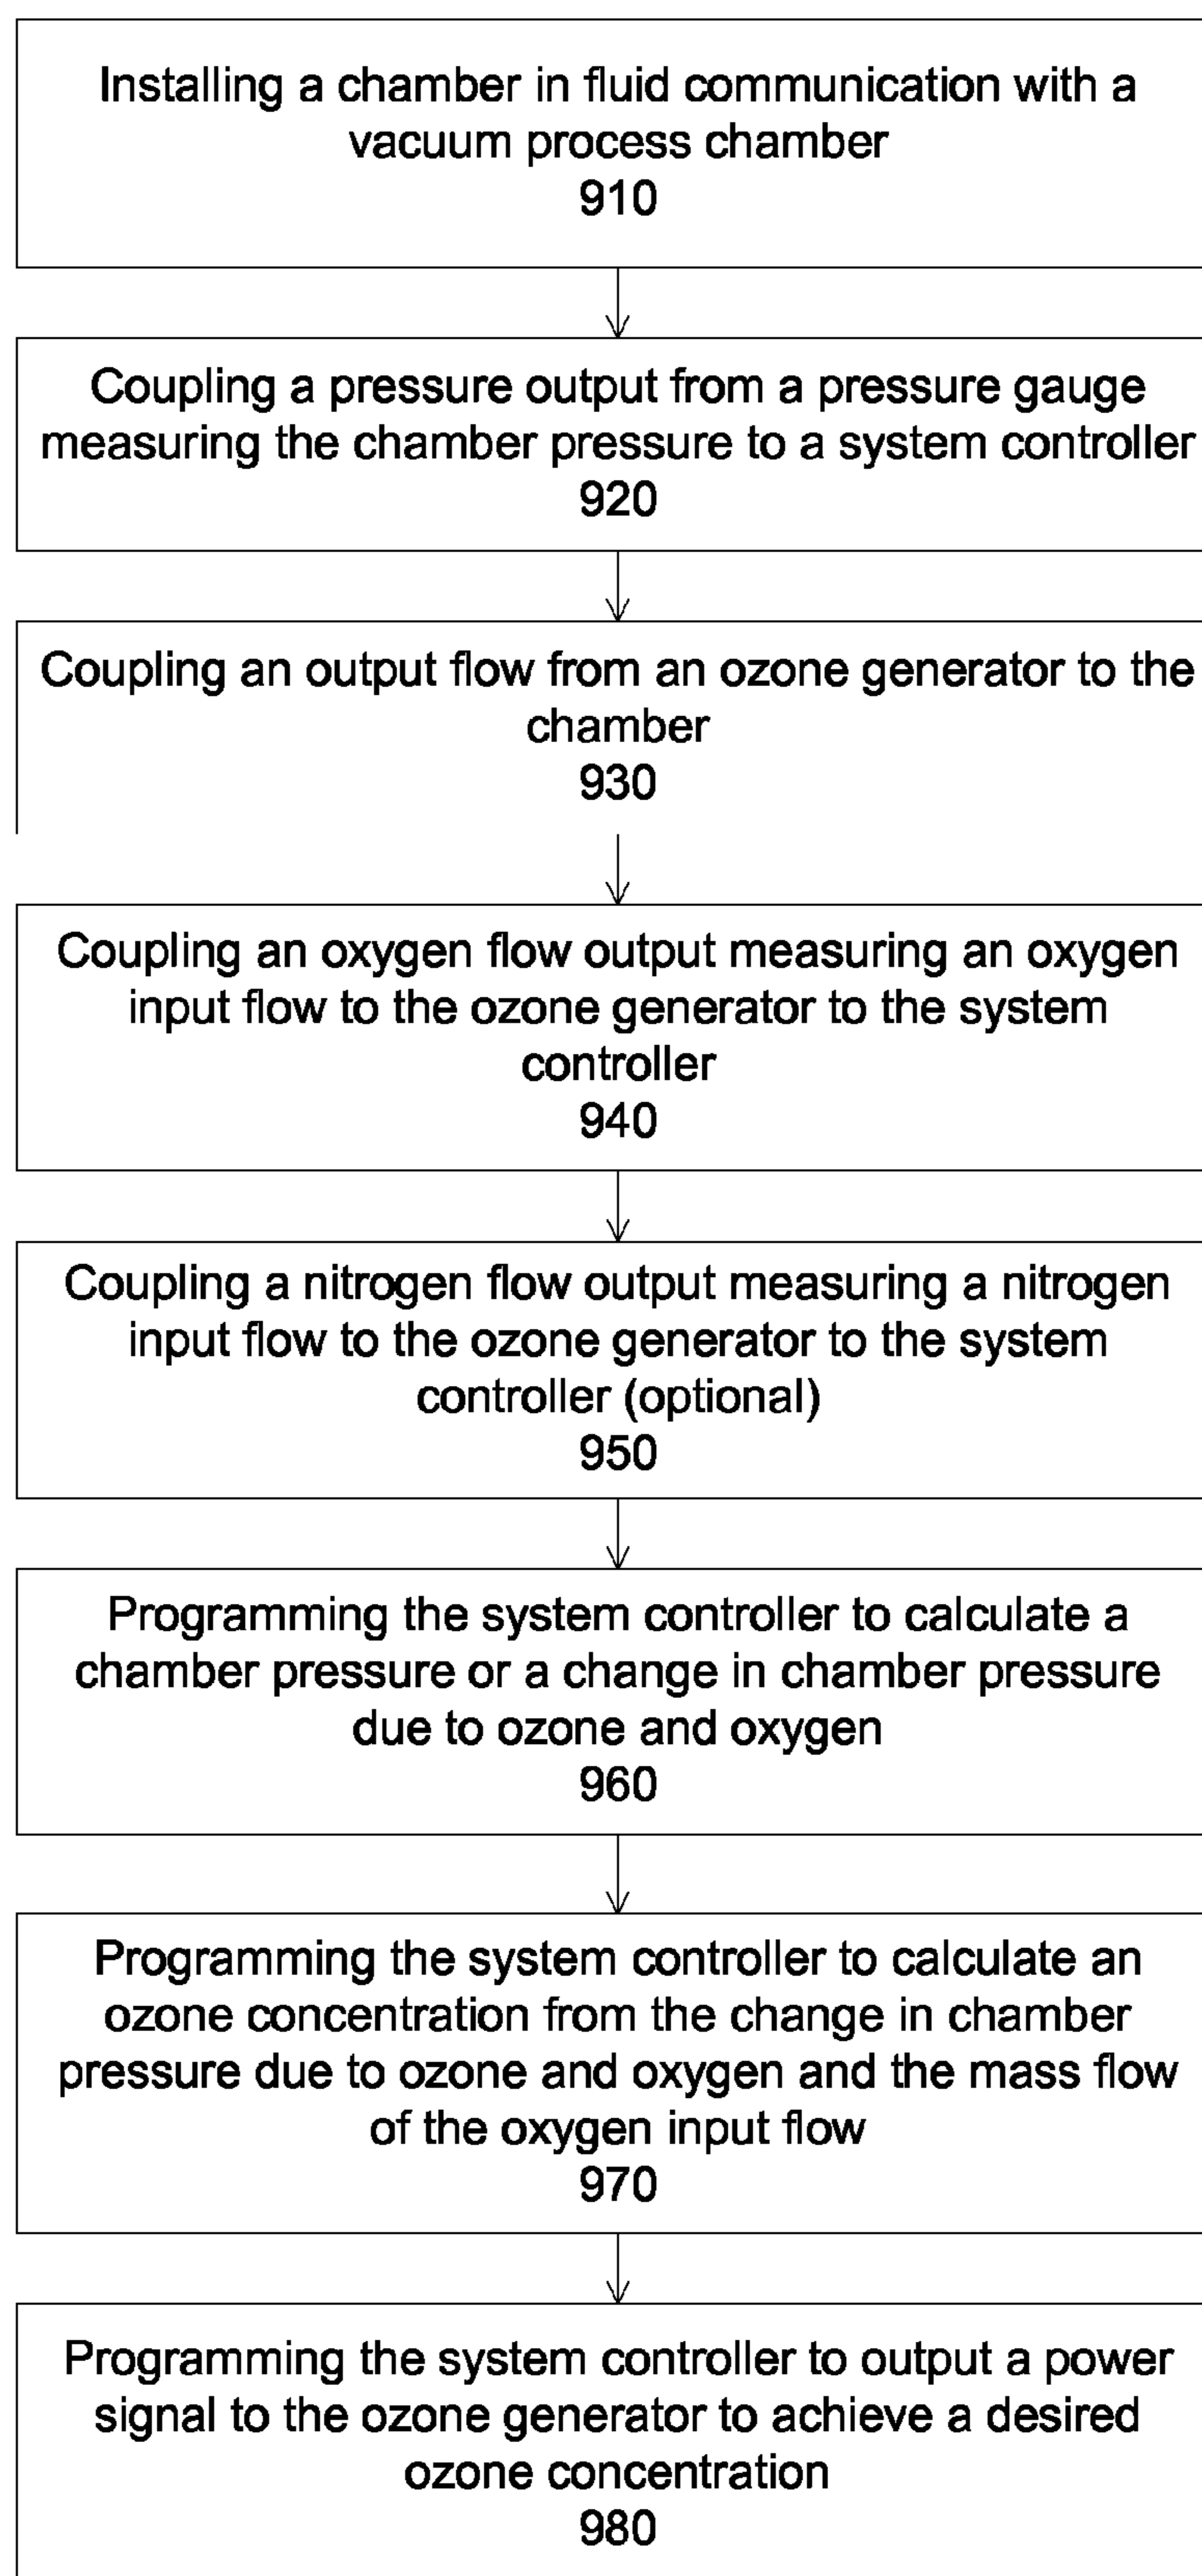 Installing a chamber in fluid communication with a
vacuum process chamber
910
Coupling a pressure output from a pressure gauge
measuring the chamber pressure to a system controller
920
Coupling an output flow from an ozone generator to the
chamber
930
Coupling an oxygen flow output measuring an oxygen
input flow to the ozone generator to the system
controller
940
Coupling a nitrogen flow output measuring a nitrogen
input flow to the ozone generator to the system
controller (optional)
950
Programming the system controller to calculate a
chamber pressure or a change in chamber pressure
due to ozone and oxygen
960
Programming the system controller to calculate an
ozone concentration from the change in chamber
pressure due to ozone and oxygen and the mass flow
of the oxygen input flow
970
Programming the system controller to output a power
signal to the ozone generator to achieve a desired
ozone concentration
980